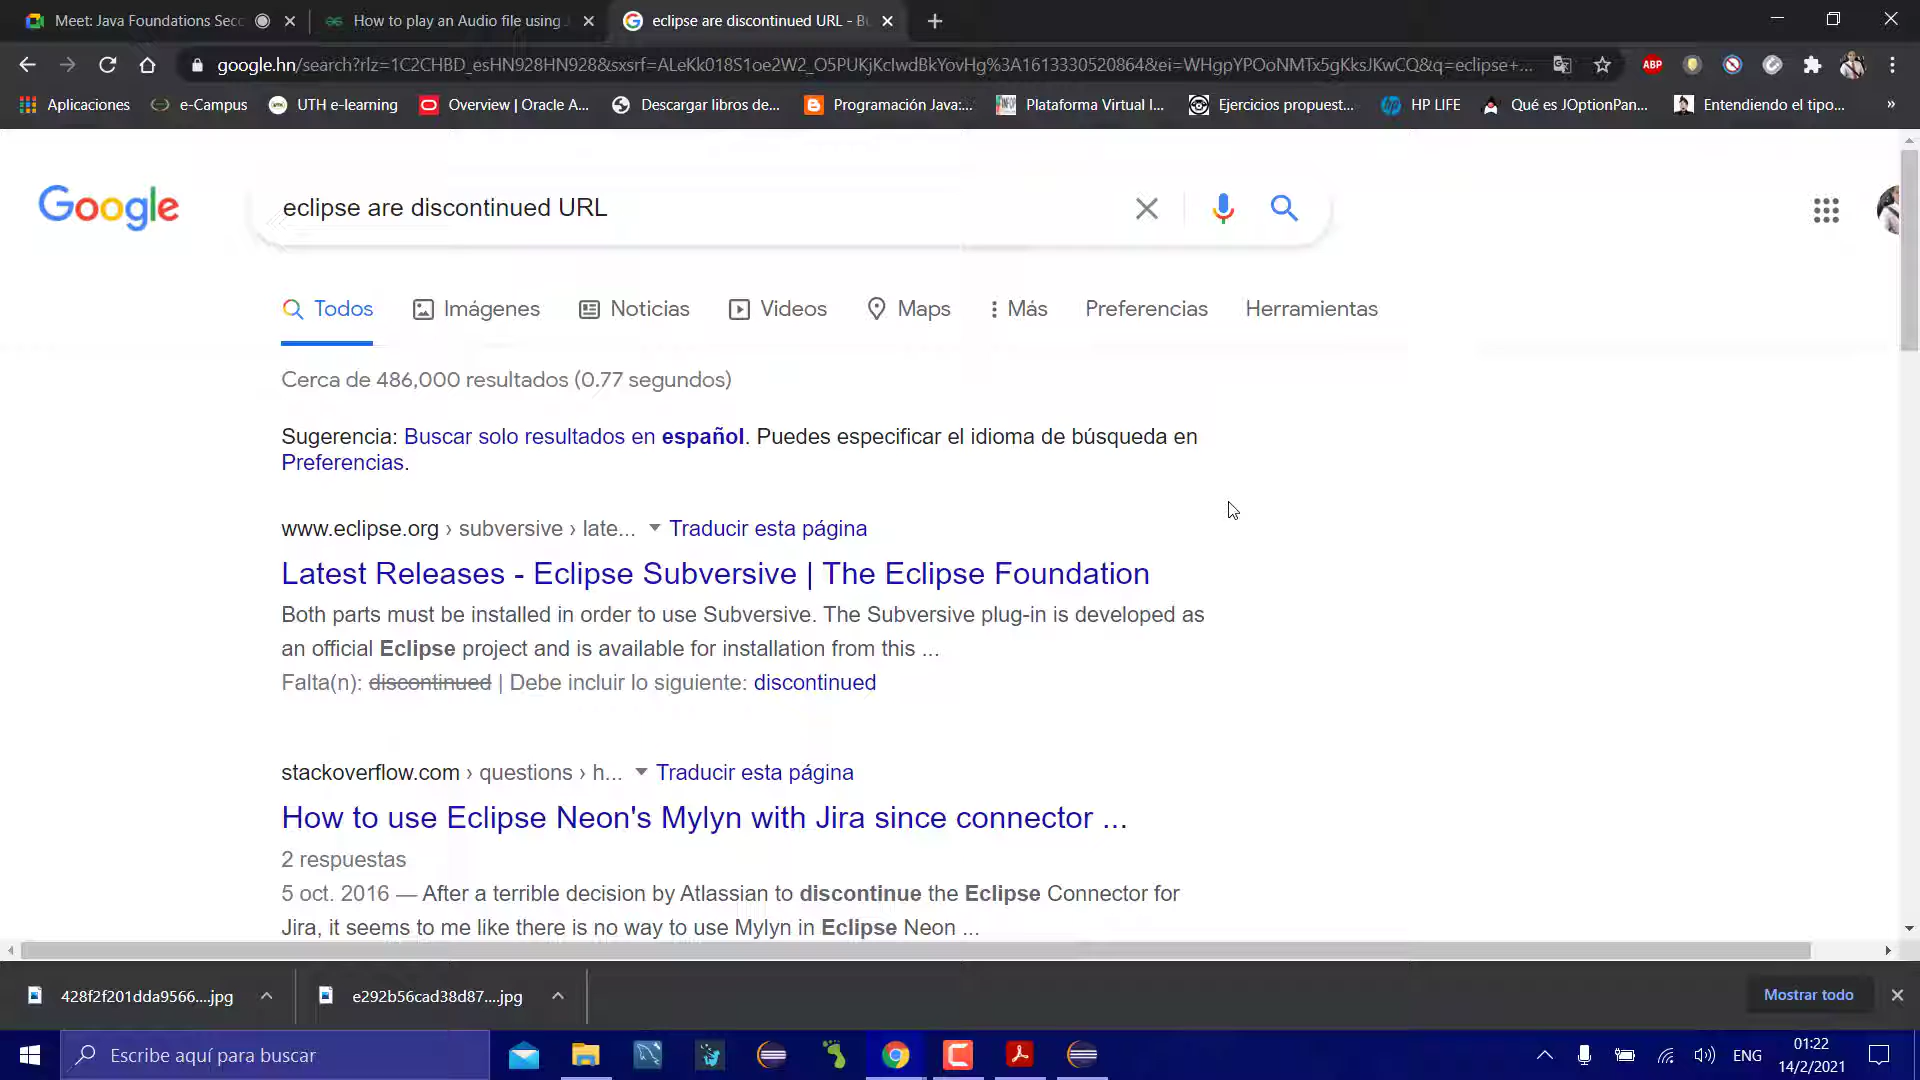 Meet: Java Foundations Secc
How to play an Audio file using J
eclipse are discontinued URL - Bu
google.hn/search?rlz=1C2CHBD_esHN928HN928&sxsrf=ALeKk018S1oe2W2_O5PUKjKcIwdBkYovHg%3A1613330520864&ei=WHgpYPOoNMTx5gKksJKwCQ&q=eclipse+...
ABP
Aplicaciones
e-Campus
UTH e-learning
Overview | Oracle A...
Descargar libros de...
Programación Java:...
Plataforma Virtual I...
Ejercicios propuest...
HP LIFE
Qué es JOptionPan...
Entendiendo el tipo...
»
Google
eclipse are discontinued URL
Todos
Imágenes
Noticias
Videos
Maps
Más
Preferencias
Herramientas
Cerca de 486,000 resultados (0.77 segundos)
Sugerencia: Buscar solo resultados en español. Puedes especificar el idioma de búsqueda en
Preferencias.
www.eclipse.org › subversive › late... Traducir esta página
Latest Releases - Eclipse Subversive | The Eclipse Foundation
Both parts must be installed in order to use Subversive. The Subversive plug-in is developed as
an official Eclipse project and is available for installation from this ...
Falta(n): discontinued | Debe incluir lo siguiente: discontinued
stackoverflow.com › questions › h... Traducir esta página
How to use Eclipse Neon's Mylyn with Jira since connector ...
2 respuestas
5 oct. 2016 — After a terrible decision by Atlassian to discontinue the Eclipse Connector for
Jira, it seems to me like there is no way to use Mylyn in Eclipse Neon ...
428f2f201dda9566....jpg
e292b56cad38d87....jpg
Mostrar todo
Escribe aquí para buscar
ENG
01:22
14/2/2021